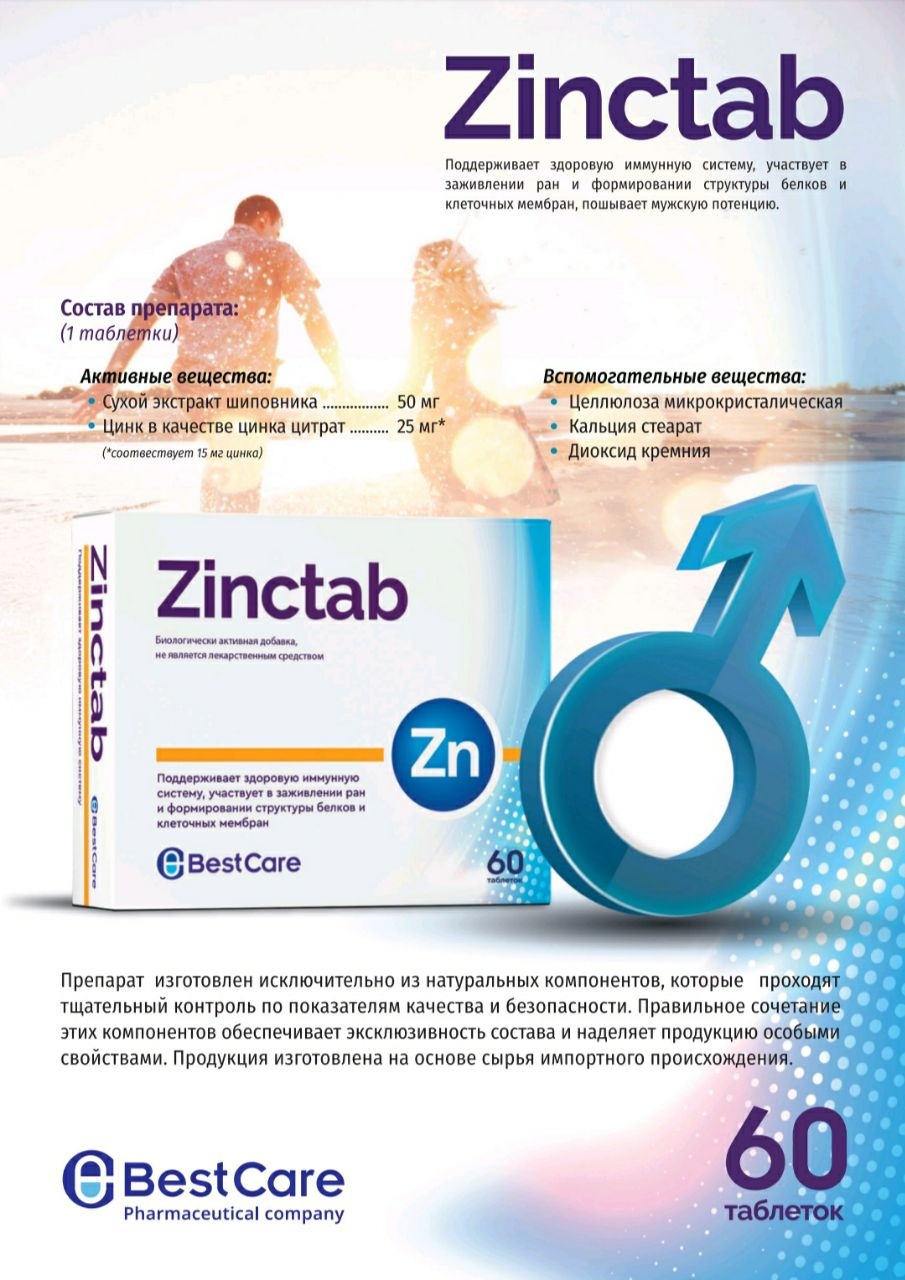 Zinctab
Поддерживает здоровую иммунную систему, участвует в
заживлении ран и формировании структуры белков и
клеточных мембран, пошывает мужскую потенцию.
Состав препарата:
(1 таблетки)
Активные вещества:
• Сухой экстракт шиповника ................. 50 мг
• Цинк в качестве цинка цитрат .......... 25 мг*
(*соотвествует 15 мг цинка)
Вспомогательные вещества:
• Целлюлоза микрокристалическая
• Кальция стеарат
• Диоксид кремния
Zinctab
Поддерживает здоровую иммунную систему
BestCare
Zinctab
Биологически активная добавка,
не является лекарственным средством
Zn
Поддерживает здоровую иммунную
систему, участвует в заживлении ран
и формировании структуры белков и
клеточных мембран
BestCare
60
таблеток
Препарат изготовлен исключительно из натуральных компонентов, которые проходят
тщательный контроль по показателям качества и безопасности. Правильное сочетание
этих компонентов обеспечивает эксклюзивность состава и наделяет продукцию особыми
свойствами. Продукция изготовлена на основе сырья импортного происхождения.
BestCare
Pharmaceutical company
60
таблеток